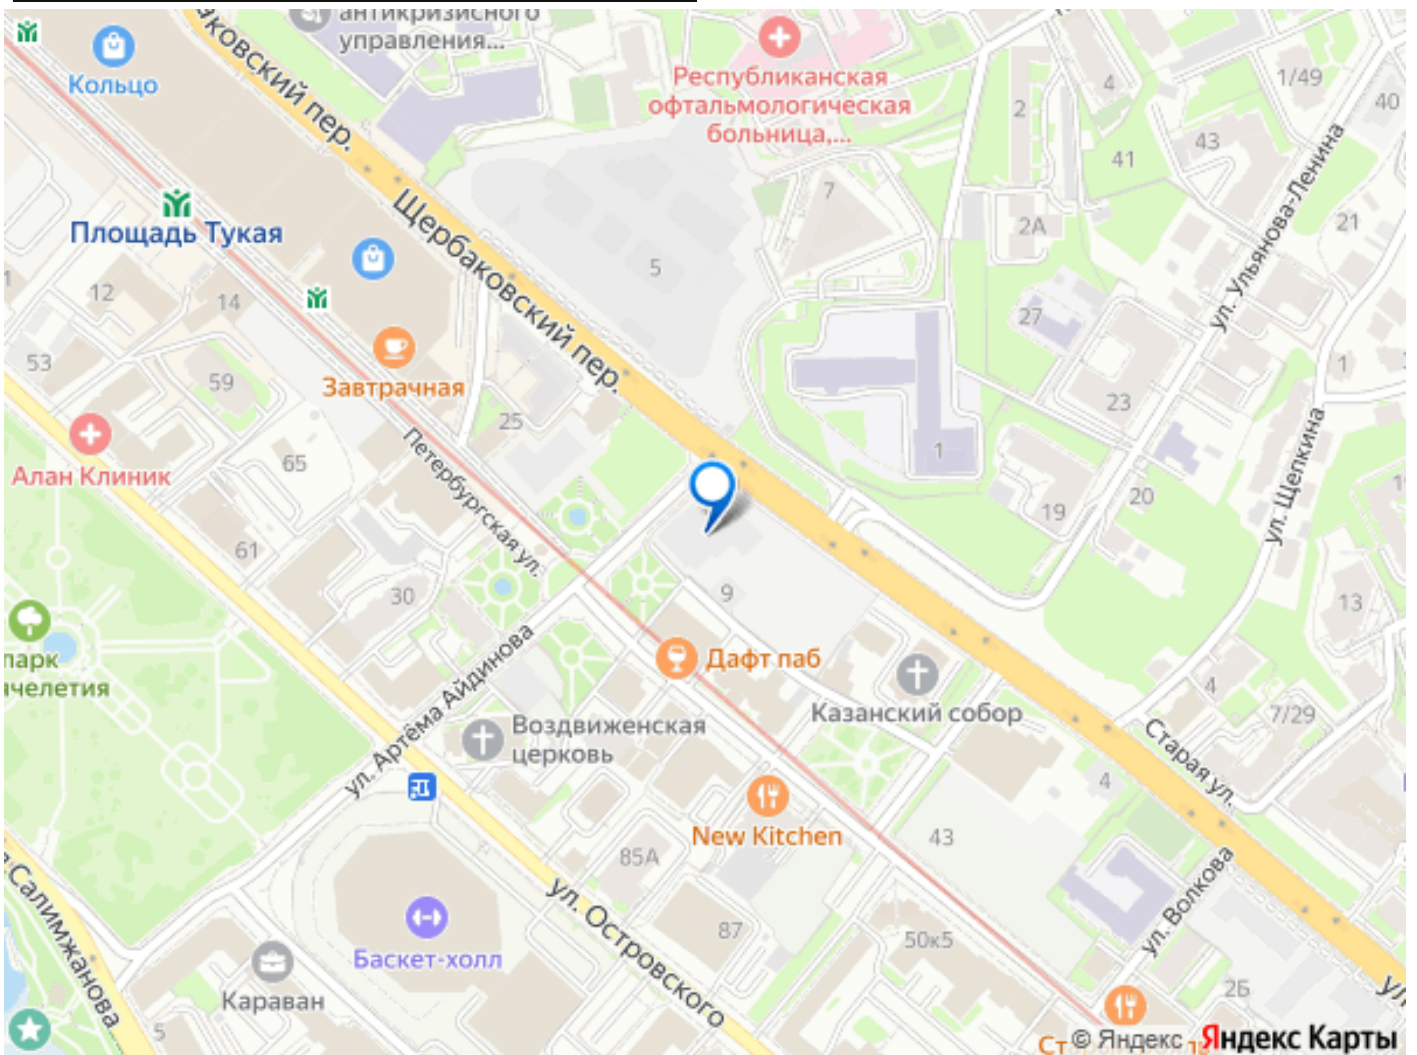 антикризисного
управления...
Кольцо
Республиканская
офтальмологическая
больница,...
1/49
4
2
40
43
41
7
Щербаковский пер.
Площадь Тукая
2А
21
ул. Ульянова-Ленина
5
12
14
27
53
59
Завтрачная
25
23
1
1
Алан Клиник
65
Петербургская ул.
20
19
ул. Щепкина
61
30
9
13
парк
Дафт паб
ул. Артёма Айдинова
4
7/29
Казанский собор
Воздвиженская
церковь
Старая ул.
4
New Kitchen
43
85А
ул. Волкова
ул. Островского
87
50к5
Баскет-холл
Караван
2Б
5
© Яндекс
Яндекс Карты